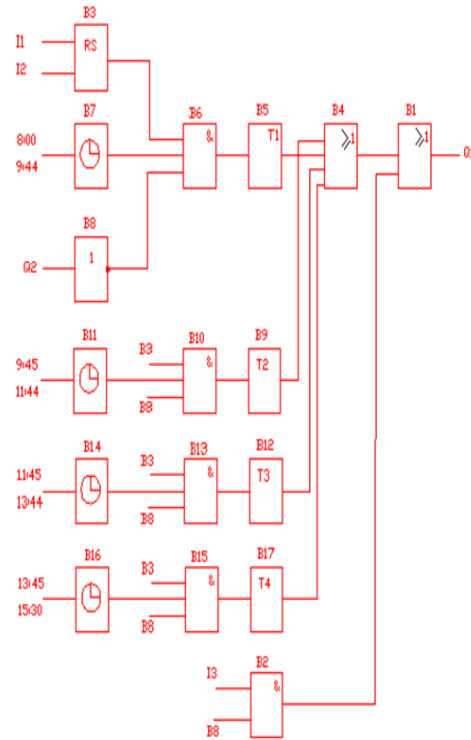 B3
I1
RS
I2
B7
B6
B5
B4
B1
8:00
&
T1
≥1
≥1
9:44
Q
B8
Q2
1
B11
B10
B9
9:45
B3
&
T2
11:44
B8
B14
B13
B12
11:45
B3
&
T3
13:44
B8
B16
B15
B17
13:45
B3
&
T4
15:30
B8
B2
I3
&
B8